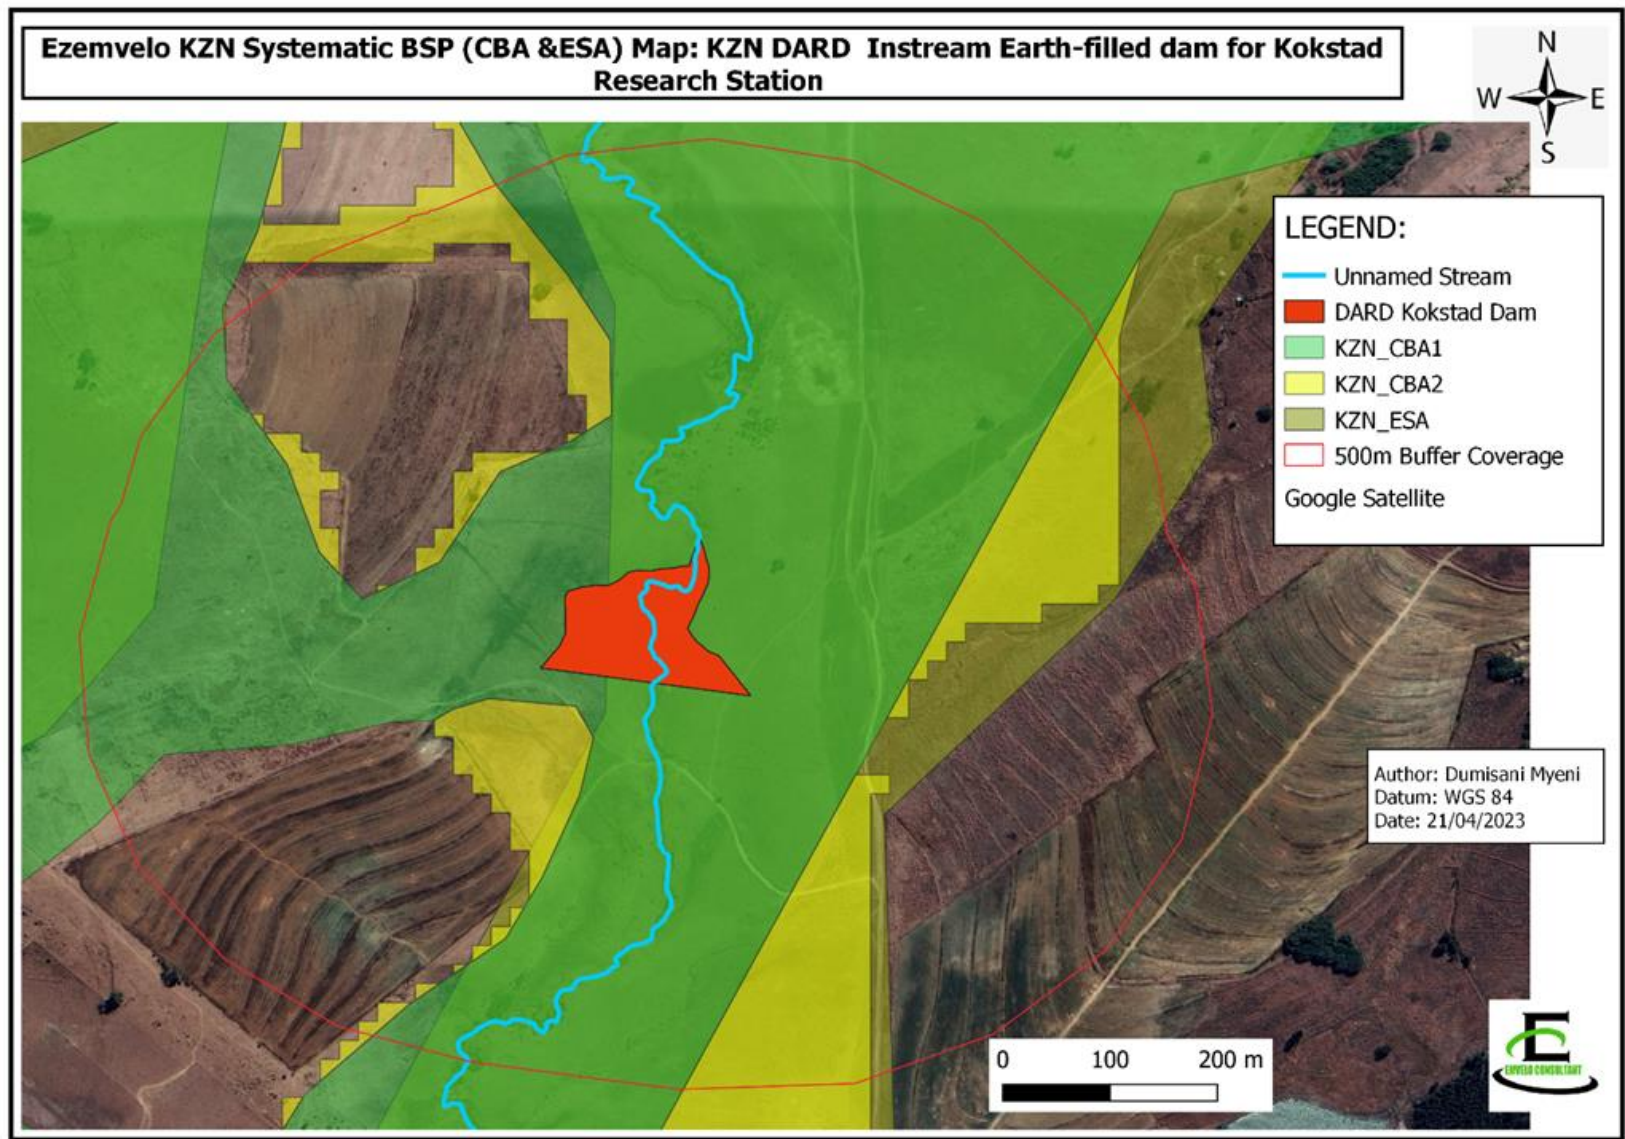 Ezemvelo KZN Systematic BSP (CBA &ESA) Map: KZN DARD  Instream Earth-filled dam for Kokstad
Research Station
N
W E
S
LEGEND:
Unnamed Stream
DARD Kokstad Dam
KZN_CBA1
KZN_CBA2
KZN_ESA
500m Buffer Coverage
Google Satellite
Author: Dumisani Myeni
Datum: WGS 84
Date: 21/04/2023
0 100 200 m
E
ENVELO CONSULTANT